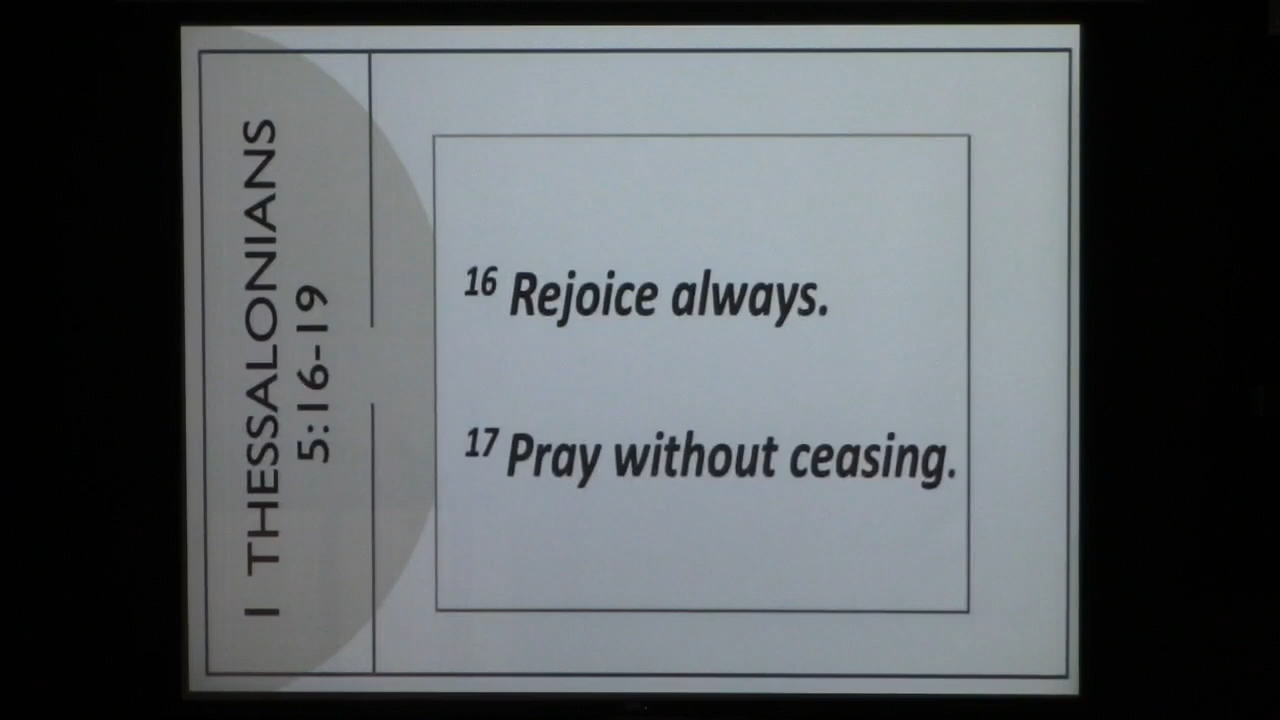 I THESSALONIANS
5:16-19
16 Rejoice always.
17 Pray without ceasing.